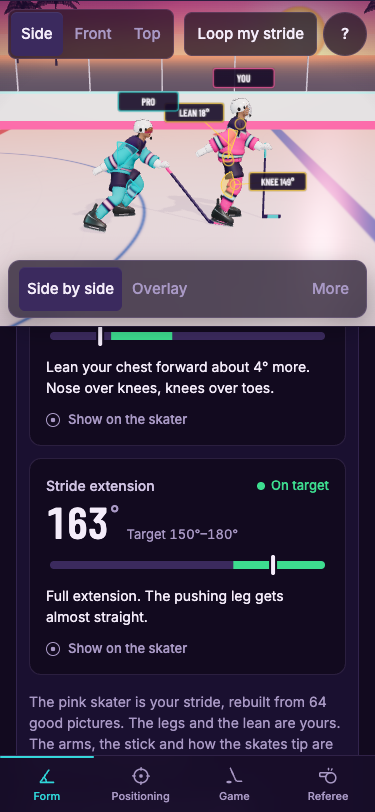 Side Front Top Loop my stride ?
YOU
PRO
LEAN 18°
KNEE 149°
Side by side Overlay More
Lean your chest forward about 4° more.
Nose over knees, knees over toes.
Show on the skater
Stride extension On target
163° Target 150°–180°
Full extension. The pushing leg gets
almost straight.
Show on the skater
The pink skater is your stride, rebuilt from 64
good pictures. The legs and the lean are yours.
The arms, the stick and how the skates tip are
Form Positioning Game Referee